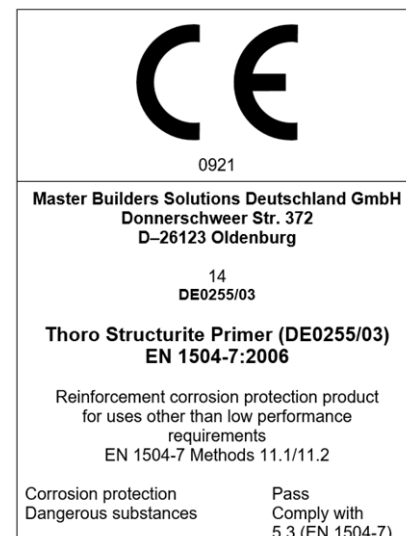 CE
0921
Master Builders Solutions Deutschland GmbH
Donnerschweer Str. 372
D–26123 Oldenburg
14
DE0255/03
Thoro Structurite Primer (DE0255/03)
EN 1504-7:2006
Reinforcement corrosion protection product
for uses other than low performance
requirements
EN 1504-7 Methods 11.1/11.2
Corrosion protection Pass
Dangerous substances Comply with
5.3 (EN 1504-7)